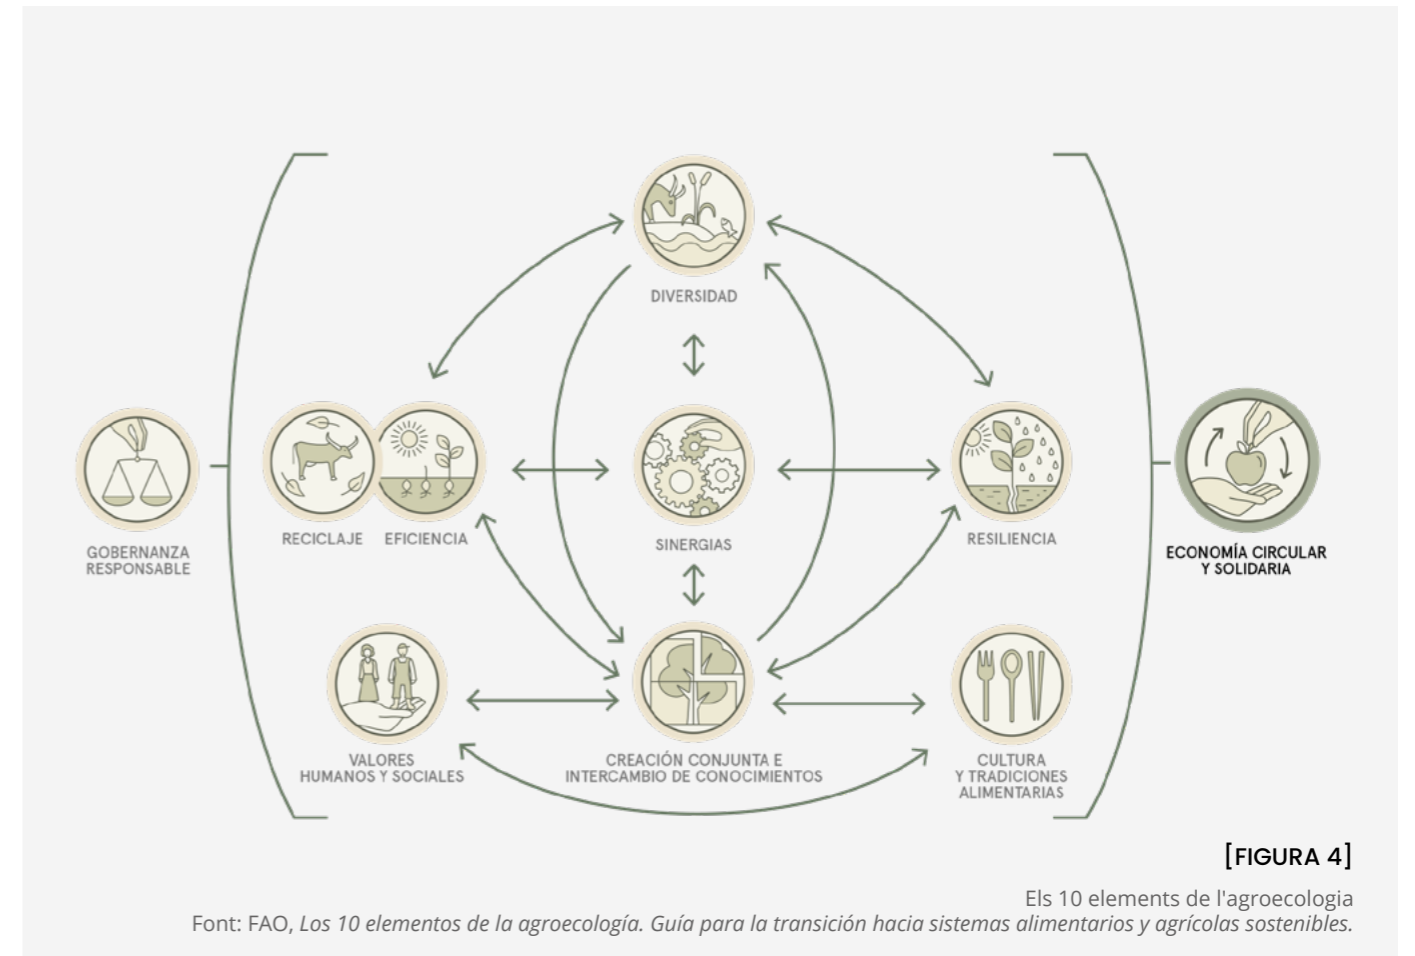 DIVERSIDAD
GOBERNANZA
RESPONSABLE
RECICLAJE
EFICIENCIA
SINERGIAS
RESILIENCIA
ECONOMÍA CIRCULAR
Y SOLIDARIA
VALORES
HUMANOS Y SOCIALES
CREACIÓN CONJUNTA E
INTERCAMBIO DE CONOCIMIENTOS
CULTURA
Y TRADICIONES
ALIMENTARIAS
[FIGURA 4]
Els 10 elements de l'agroecologia
Font: FAO, Los 10 elementos de la agroecología. Guía para la transición hacia sistemas alimentarios y agrícolas sostenibles.